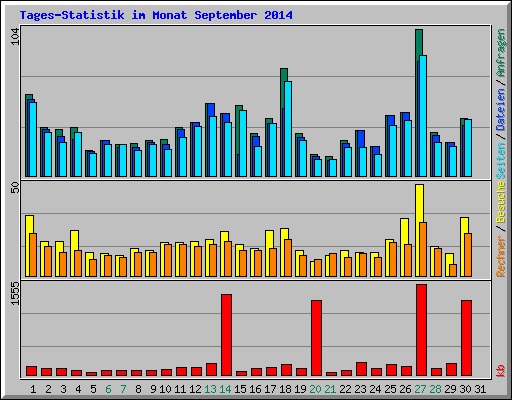 Tages-Statistik im Monat September 2014
104
50
1555
Rechner / Besuche Seiten / Dateien / Anfragen
kb
1 2 3 4 5 6 7 8 9 10 11 12 13 14 15 16 17 18 19 20 21 22 23 24 25 26 27 28 29 30 31